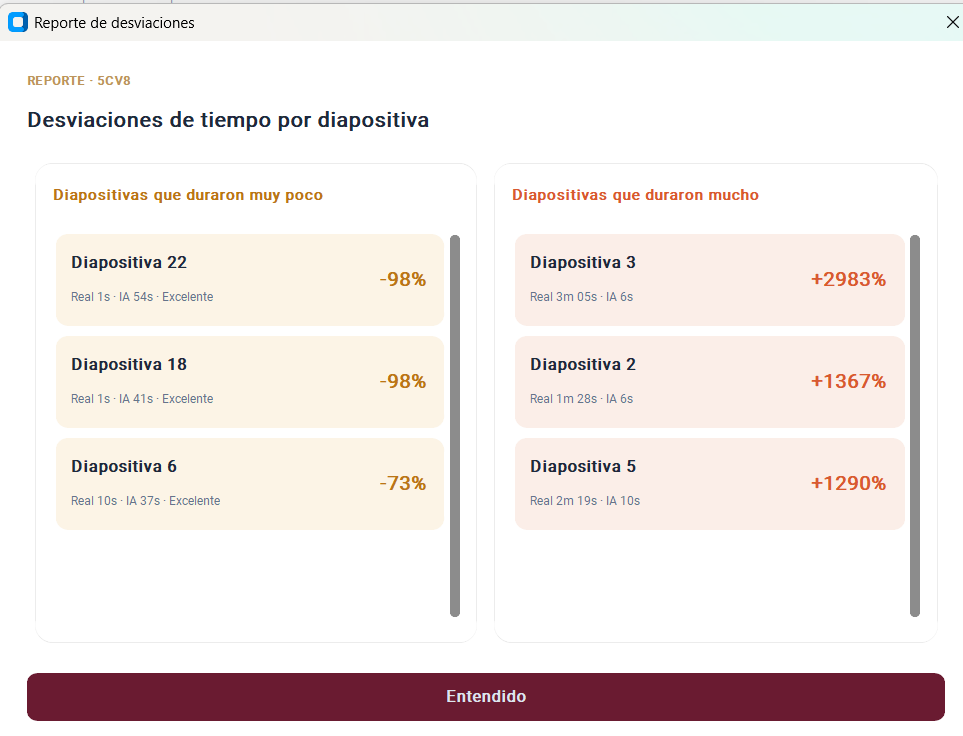 Reporte de desviaciones
REPORTE · 5CV8
Desviaciones de tiempo por diapositiva
Diapositivas que duraron muy poco
Diapositiva 22
-98%
Real 1s · IA 54s · Excelente
Diapositiva 18
-98%
Real 1s · IA 41s · Excelente
Diapositiva 6
-73%
Real 10s · IA 37s · Excelente
Diapositivas que duraron mucho
Diapositiva 3
+2983%
Real 3m 05s · IA 6s
Diapositiva 2
+1367%
Real 1m 28s · IA 6s
Diapositiva 5
+1290%
Real 2m 19s · IA 10s
Entendido